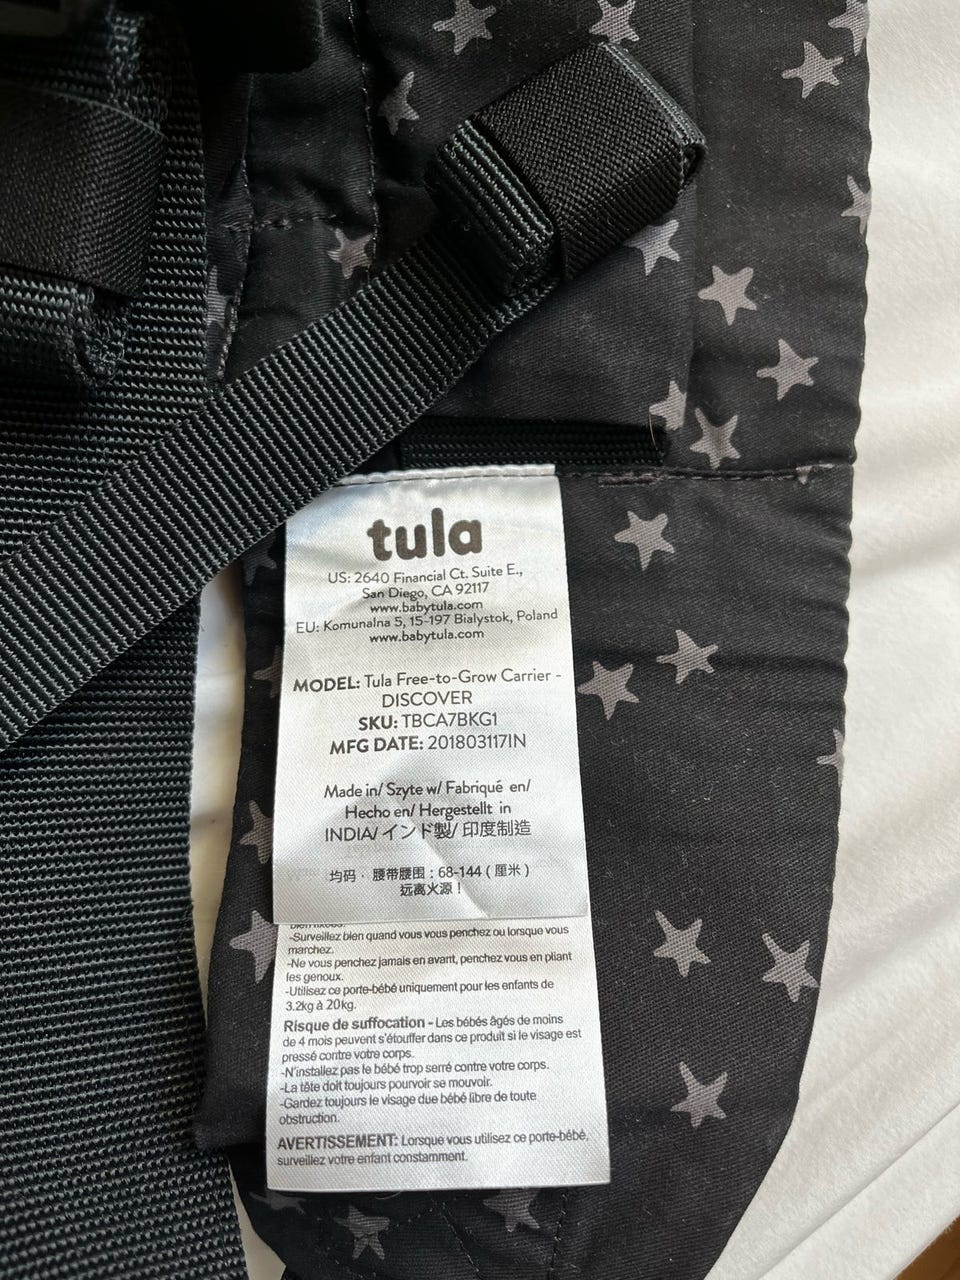 tula
US: 2640 Financial Ct. Suite E.,
San Diego, CA 92117
www.babytula.com
EU: Komunalna 5, 15-197 Bialystok, Poland
www.babytula.com
MODEL: Tula Free-to-Grow Carrier -
DISCOVER
SKU: TBCA7BKG1
MFG DATE: 201803117IN
Made in/ Szyte w/ Fabriqué en/
Hecho en/ Hergestellt in
INDIA/ インド製/ 印度制造
均码 · 腰带腰围 : 68-144 ( 厘米 )
远离火源 !
-Surveillez bien quand vous vous penchez ou lorsque vous
marchez.
-Ne vous penchez jamais en avant, penchez vous en pliant
les genoux.
-Utilisez ce porte-bébé uniquement pour les enfants de
3.2kg à 20kg.
Risque de suffocation - Les bébés âgés de moins
de 4 mois peuvent s'étouffer dans ce produit si le visage est
pressé contre votre corps.
-N'installez pas le bébé trop serré contre votre corps.
-La tête doit toujours pourvoir se mouvoir.
-Gardez toujours le visage due bébé libre de toute
obstruction.
AVERTISSEMENT: Lorsque vous utilisez ce porte-bébé,
surveillez votre enfant constamment.